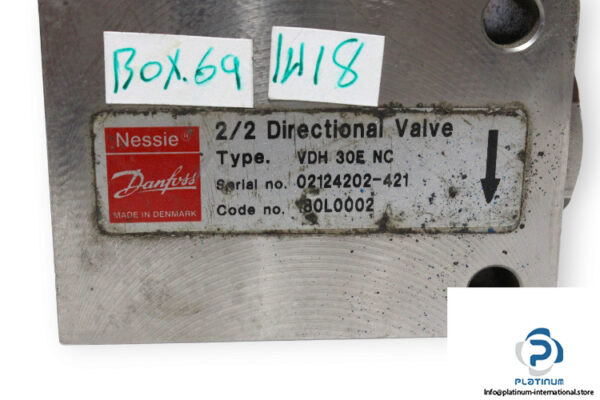 BOX.69
1H18
Nessie
Danfoss
MADE IN DENMARK
2/2 Directional Valve
Type. VDH 30E NC
Serial no. 02124202-421
Code no. 80L0002
PLATINUM
Info@platinum-international.store